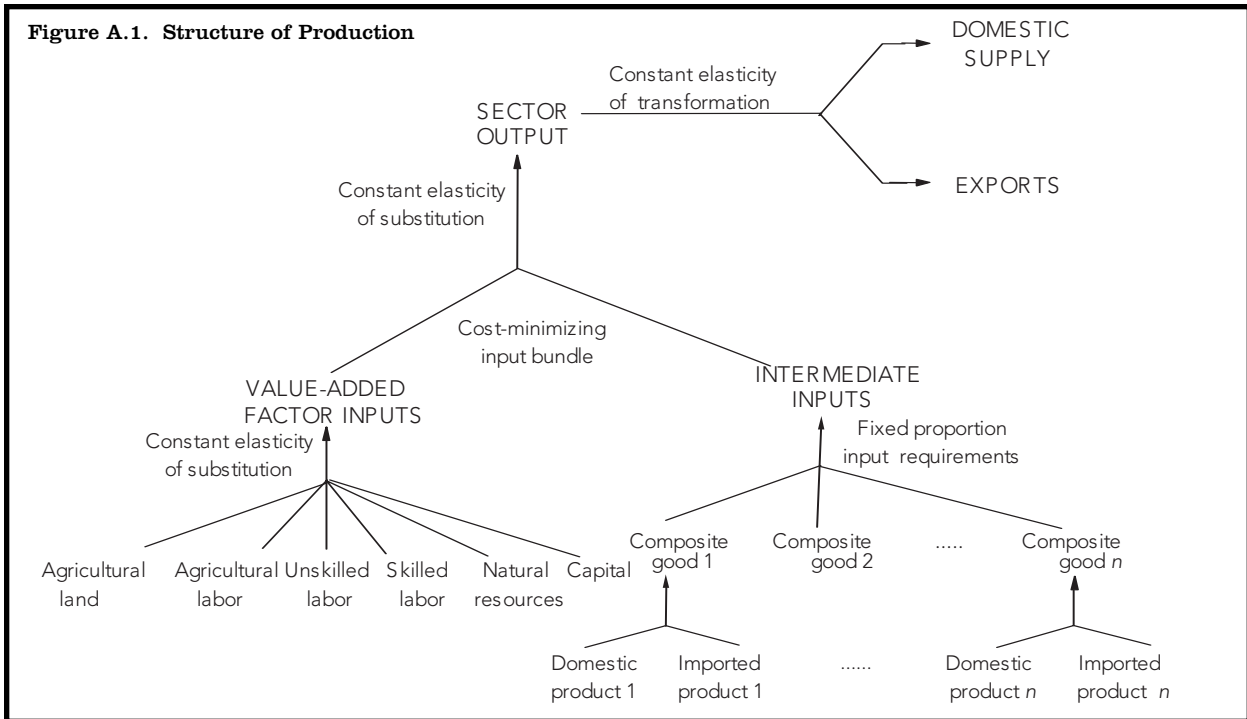 Figure A.1. Structure of Production
DOMESTIC
SUPPLY
Constant elasticity
of transformation
SECTOR
OUTPUT
EXPORTS
Constant elasticity
of substitution
Cost-minimizing
input bundle
VALUE-ADDED
FACTOR INPUTS
INTERMEDIATE
INPUTS
Constant elasticity
of substitution
Fixed proportion
input requirements
Agricultural
land
Agricultural
labor
Unskilled
labor
Skilled
labor
Natural
resources
Capital
Composite
good 1
Composite
good 2
.....
Composite
good n
Domestic
product 1
Imported
product 1
......
Domestic
product n
Imported
product n